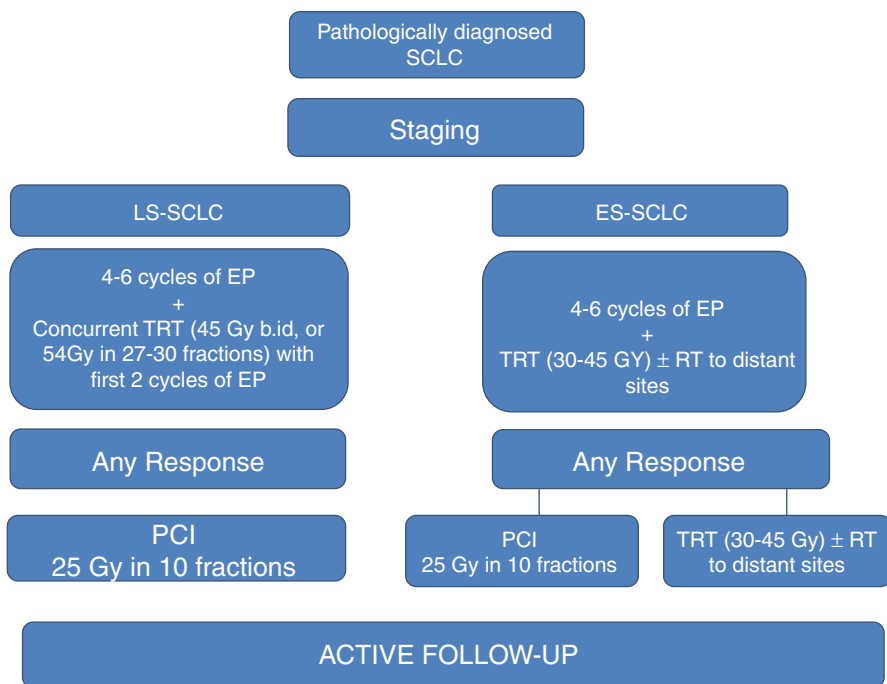 Pathologically diagnosed
SCLC
Staging
LS-SCLC
ES-SCLC
4-6 cycles of EP
+
Concurrent TRT (45 Gy b.id, or
54Gy in 27-30 fractions) with
first 2 cycles of EP
4-6 cycles of EP
+
TRT (30-45 GY) ± RT to distant
sites
Any Response
Any Response
PCI
25 Gy in 10 fractions
PCI
25 Gy in 10 fractions
TRT (30-45 Gy) ± RT
to distant sites
ACTIVE FOLLOW-UP